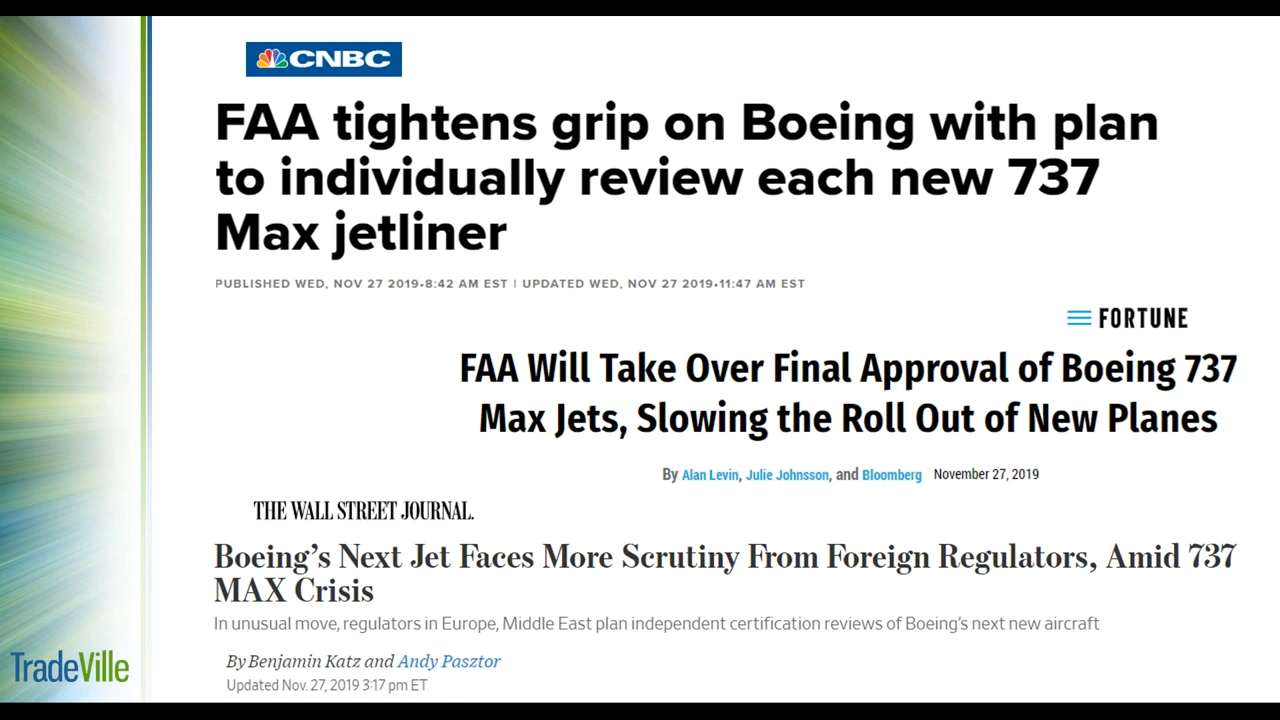 CNBC
FAA tightens grip on Boeing with plan
to individually review each new 737
Max jetliner
PUBLISHED WED, NOV 27 2019•8:42 AM EST | UPDATED WED, NOV 27 2019•11:47 AM EST
FORTUNE
FAA Will Take Over Final Approval of Boeing 737
Max Jets, Slowing the Roll Out of New Planes
By Alan Levin, Julie Johnsson, and Bloomberg November 27, 2019
THE WALL STREET JOURNAL.
Boeing's Next Jet Faces More Scrutiny From Foreign Regulators, Amid 737
MAX Crisis
In unusual move, regulators in Europe, Middle East plan independent certification reviews of Boeing's next new aircraft
By Benjamin Katz and Andy Pasztor
Updated Nov. 27, 2019 3:17 pm ET
TradeVille